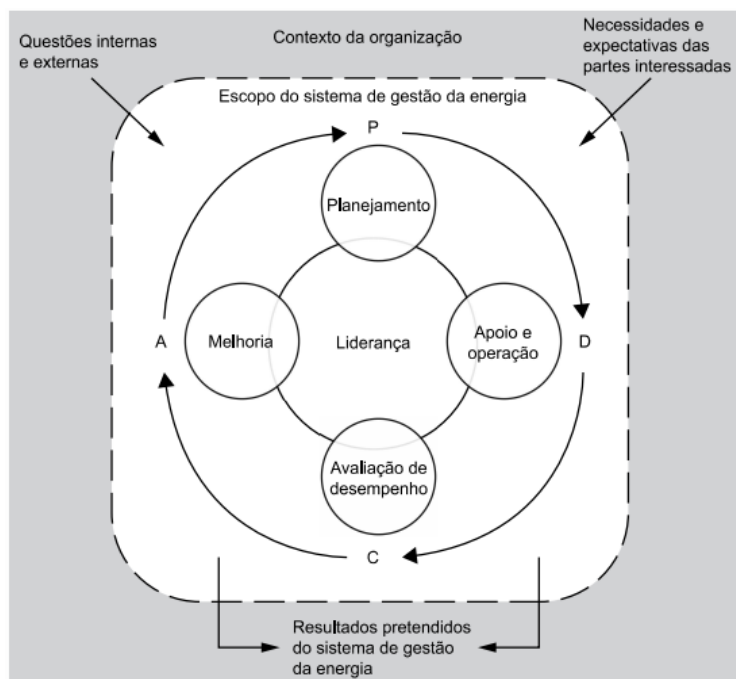 Questões internas
e externas
Contexto da organização
Necessidades e
expectativas das
partes interessadas
Escopo do sistema de gestão da energia
P
Planejamento
A
Melhoria
Liderança
Apoio e
operação
D
Avaliação de
desempenho
C
Resultados pretendidos
do sistema de gestão
da energia